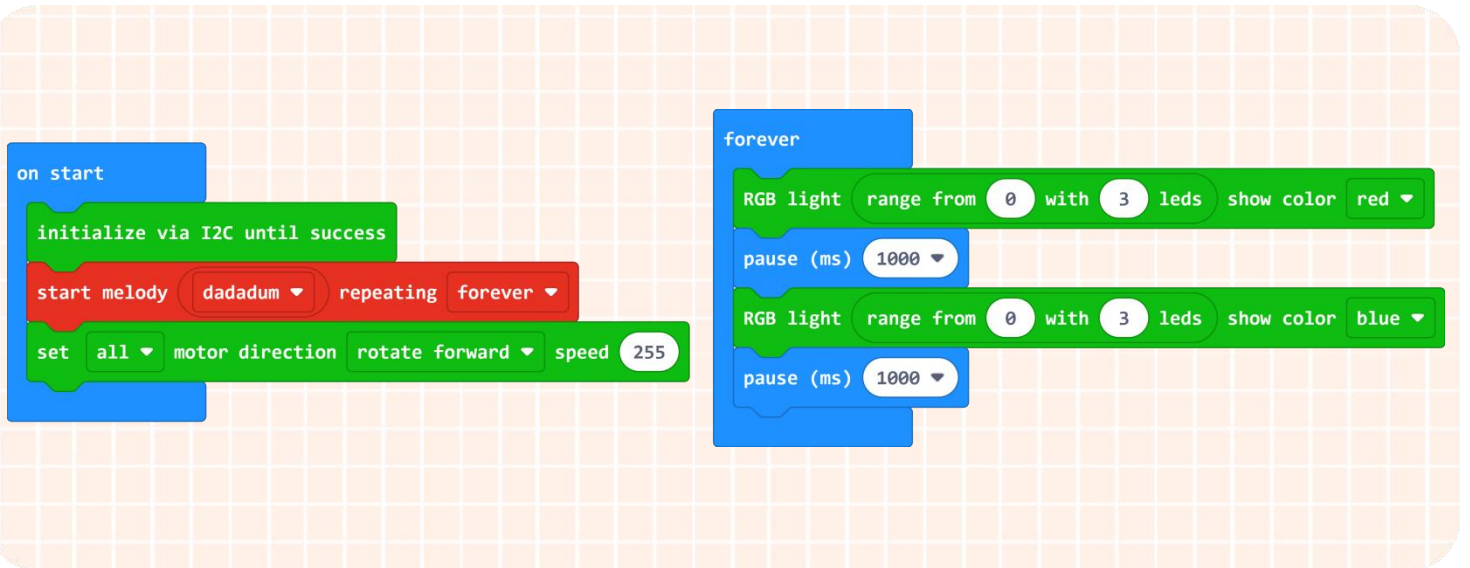 on start
initialize via I2C until success
start melody dadadum repeating forever
set all motor direction rotate forward speed 255
forever
RGB light range from 0 with 3 leds show color red
pause (ms) 1000
RGB light range from 0 with 3 leds show color blue
pause (ms) 1000